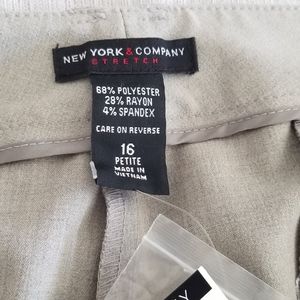 NEW YORK & COMPANY
STRETCH
68% POLYESTER
28% RAYON
4% SPANDEX
CARE ON REVERSE
16
PETITE
MADE IN
VIETNAM